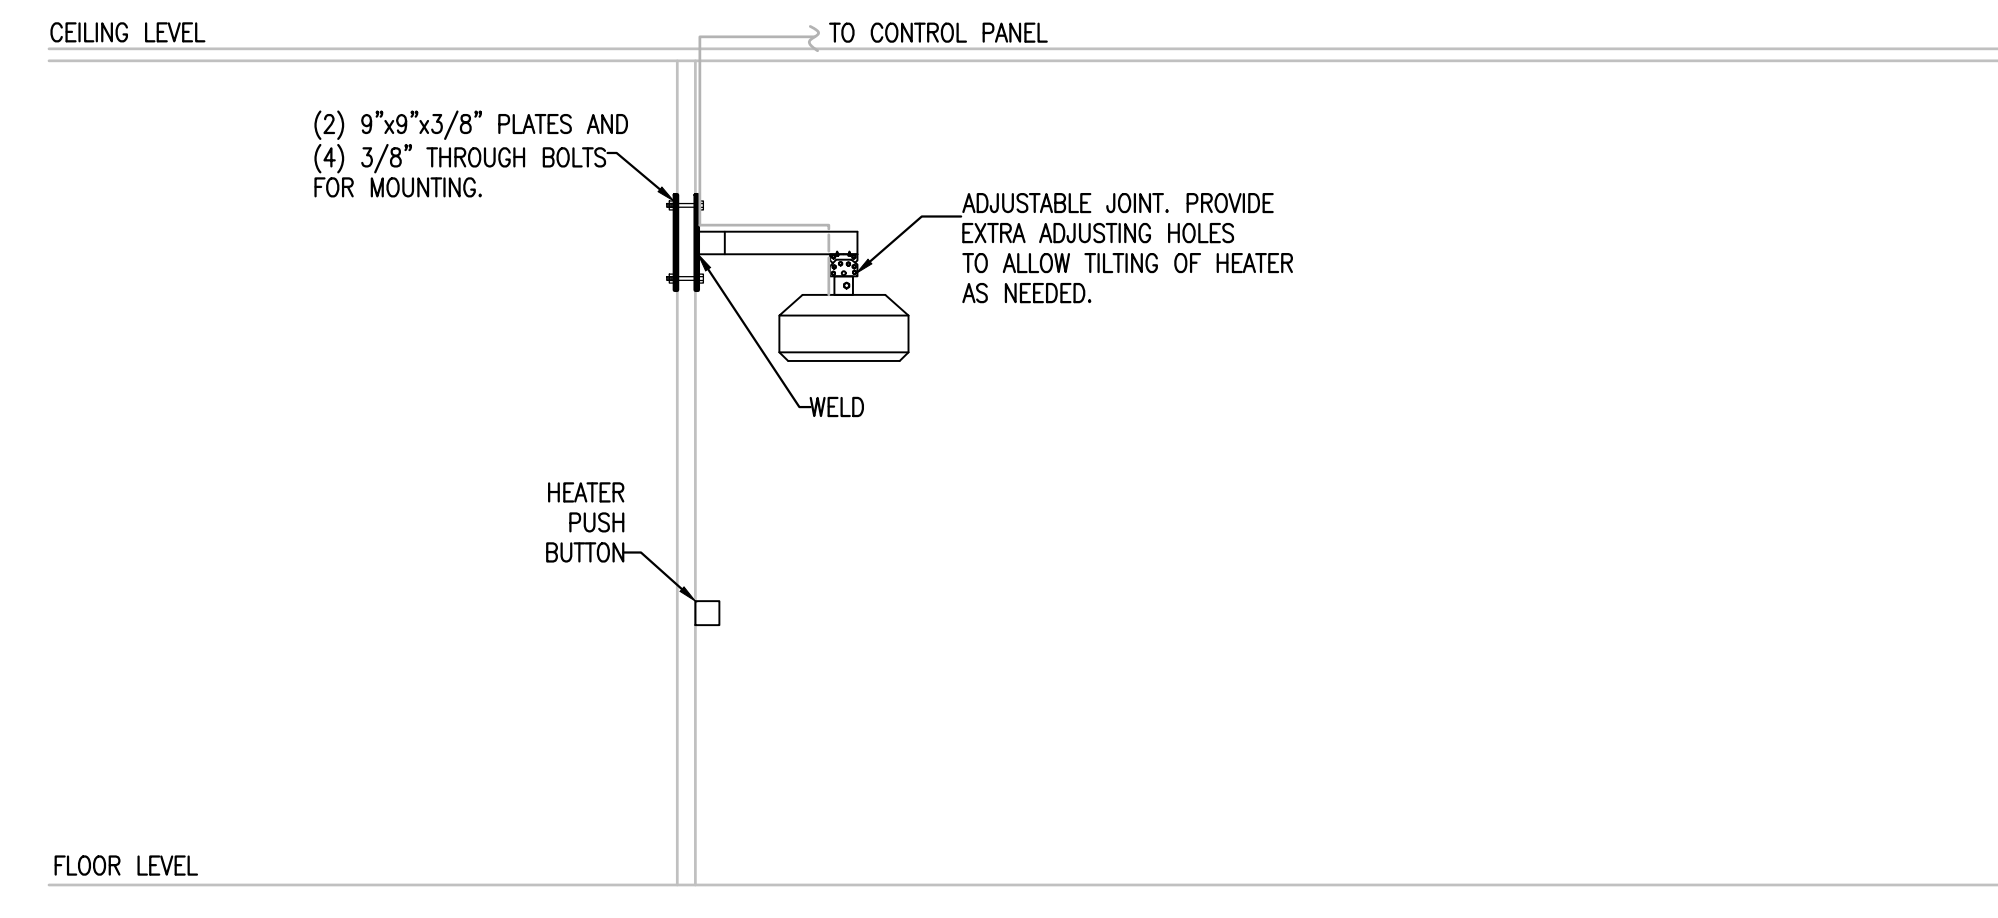 CEILING LEVEL
TO CONTROL PANEL
(2) 9”x9”x3/8” PLATES AND
(4) 3/8” THROUGH BOLTS
FOR MOUNTING.
ADJUSTABLE JOINT. PROVIDE
EXTRA ADJUSTING HOLES
TO ALLOW TILTING OF HEATER
AS NEEDED.
WELD
HEATER
PUSH
BUTTON
FLOOR LEVEL